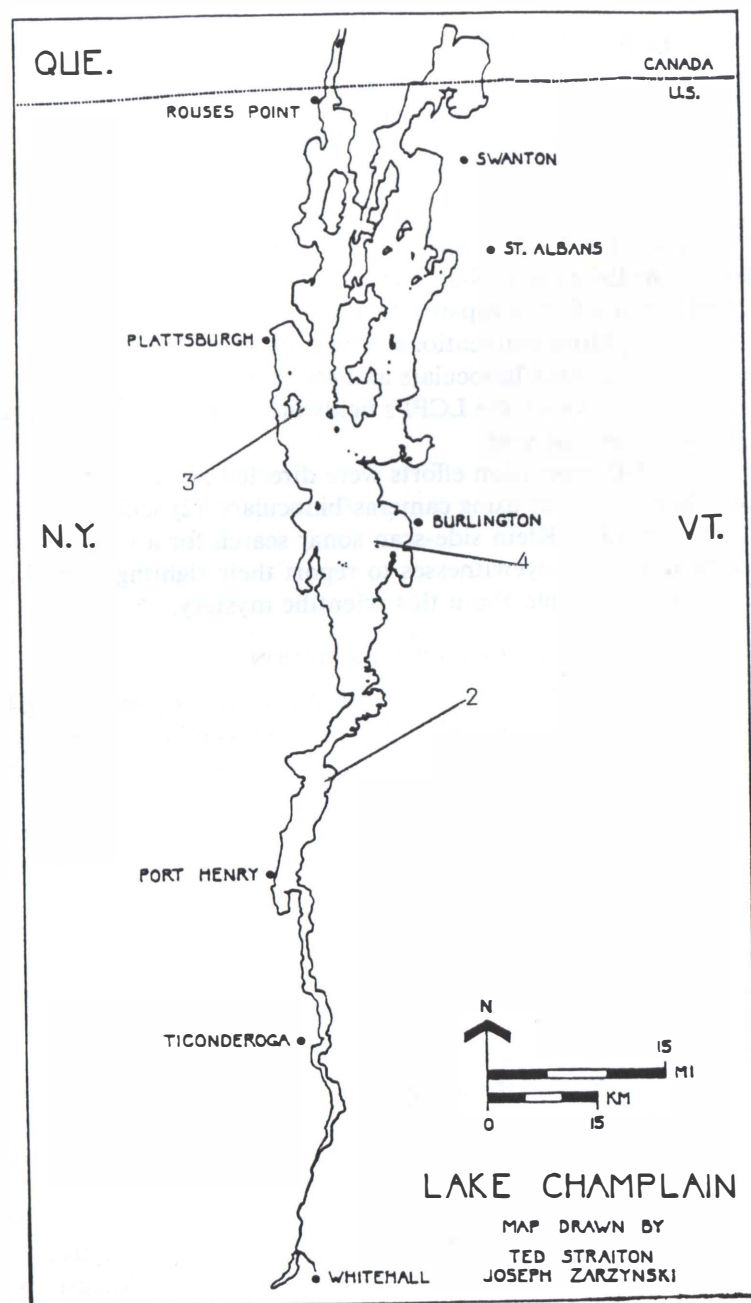 QUE.
CANADA
U.S.
ROUSES POINT
SWANTON
ST. ALBANS
PLATTSBURGH
3
N.Y.
BURLINGTON
VT.
4
2
PORT HENRY
N
TICONDEROGA
15
MI
KM
0
15
LAKE CHAMPLAIN
MAP DRAWN BY
TED STRAITON
JOSEPH ZARZYNSKI
WHITEHALL